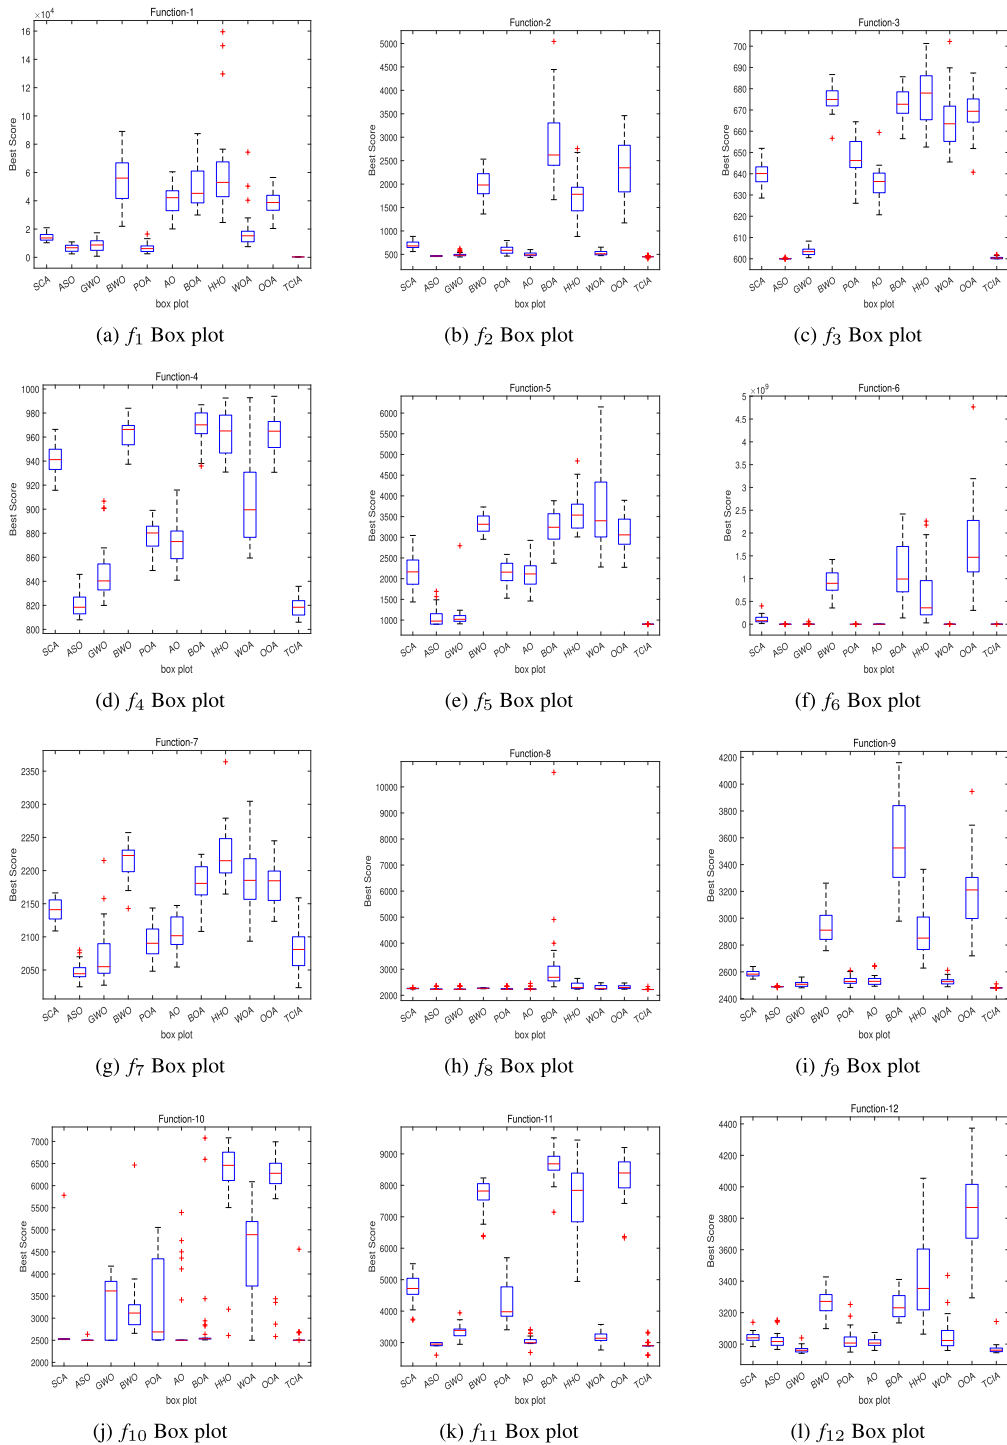 Function-1
×10⁴
16
14
12
10
8
6
4
2
0
Best Score
SCA ASO GWO BWO POA AO BOA HHO WOA OOA TCIA
box plot
(a) f1 Box plot
Function-2
5000
4500
4000
3500
3000
2500
2000
1500
1000
500
Best Score
SCA ASO GWO BWO POA AO BOA HHO WOA OOA TCIA
box plot
(b) f2 Box plot
Function-3
700
690
680
670
660
650
640
630
620
610
600
Best Score
SCA ASO GWO BWO POA AO BOA HHO WOA OOA TCIA
box plot
(c) f3 Box plot
Function-4
1000
980
960
940
920
900
880
860
840
820
800
Best Score
SCA ASO GWO BWO POA AO BOA HHO WOA OOA TCIA
box plot
(d) f4 Box plot
Function-5
6000
5500
5000
4500
4000
3500
3000
2500
2000
1500
1000
Best Score
SCA ASO GWO BWO POA AO BOA HHO WOA OOA TCIA
box plot
(e) f5 Box plot
Function-6
×10⁹
5
4.5
4
3.5
3
2.5
2
1.5
1
0.5
0
Best Score
SCA ASO GWO BWO POA AO BOA HHO WOA OOA TCIA
box plot
(f) f6 Box plot
Function-7
2350
2300
2250
2200
2150
2100
2050
Best Score
SCA ASO GWO BWO POA AO BOA HHO WOA OOA TCIA
box plot
(g) f7 Box plot
Function-8
10000
9000
8000
7000
6000
5000
4000
3000
2000
Best Score
SCA ASO GWO BWO POA AO BOA HHO WOA OOA TCIA
box plot
(h) f8 Box plot
Function-9
4200
4000
3800
3600
3400
3200
3000
2800
2600
2400
Best Score
SCA ASO GWO BWO POA AO BOA HHO WOA OOA TCIA
box plot
(i) f9 Box plot
Function-10
7000
6500
6000
5500
5000
4500
4000
3500
3000
2500
2000
Best Score
SCA ASO GWO BWO POA AO BOA HHO WOA OOA TCIA
box plot
(j) f10 Box plot
Function-11
9000
8000
7000
6000
5000
4000
3000
Best Score
SCA ASO GWO BWO POA AO BOA HHO WOA OOA TCIA
box plot
(k) f11 Box plot
Function-12
4400
4200
4000
3800
3600
3400
3200
3000
Best Score
SCA ASO GWO BWO POA AO BOA HHO WOA OOA TCIA
box plot
(l) f12 Box plot